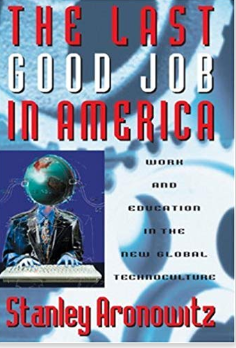 THE LAST
GOOD JOB
IN AMERICA
WORK
AND
EDUCATION
IN THE
NEW GLOBAL
TECHNOCULTURE
Stanley Aronowitz